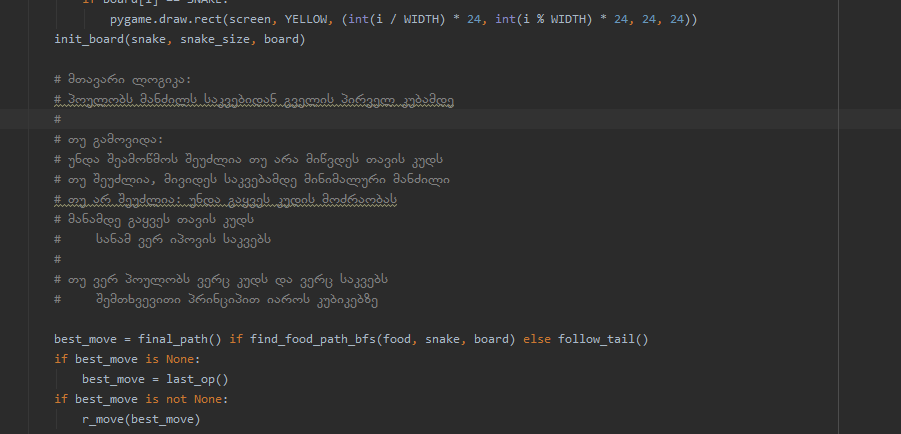 if board[i] == SNAKE:
pygame.draw.rect(screen, YELLOW, (int(i / WIDTH) * 24, int(i % WIDTH) * 24, 24, 24))
init_board(snake, snake_size, board)
# მთავარი ლოგიკა:
# პოულობს მანძილს საკვებიდან გველის პირველ კუბამდე
#
# თუ გამოვიდა:
# უნდა შეამოწმოს შეუძლია თუ არა მიწვდეს თავის კუდს
# თუ შეუძლია, მივიდეს საკვებამდე მინიმალური მანძილი
# თუ არ შეუძლია: უნდა გაყვეს კუდის მოძრაობას
# მანამდე გაყვეს თავის კუდს
#     სანამ ვერ იპოვის საკვებს
#
# თუ ვერ პოულობს ვერც კუდს და ვერც საკვებს
#     შემთხვევითი პრინციპით იაროს კუბიკებზე
best_move = final_path() if find_food_path_bfs(food, snake, board) else follow_tail()
if best_move is None:
best_move = last_op()
if best_move is not None:
r_move(best_move)